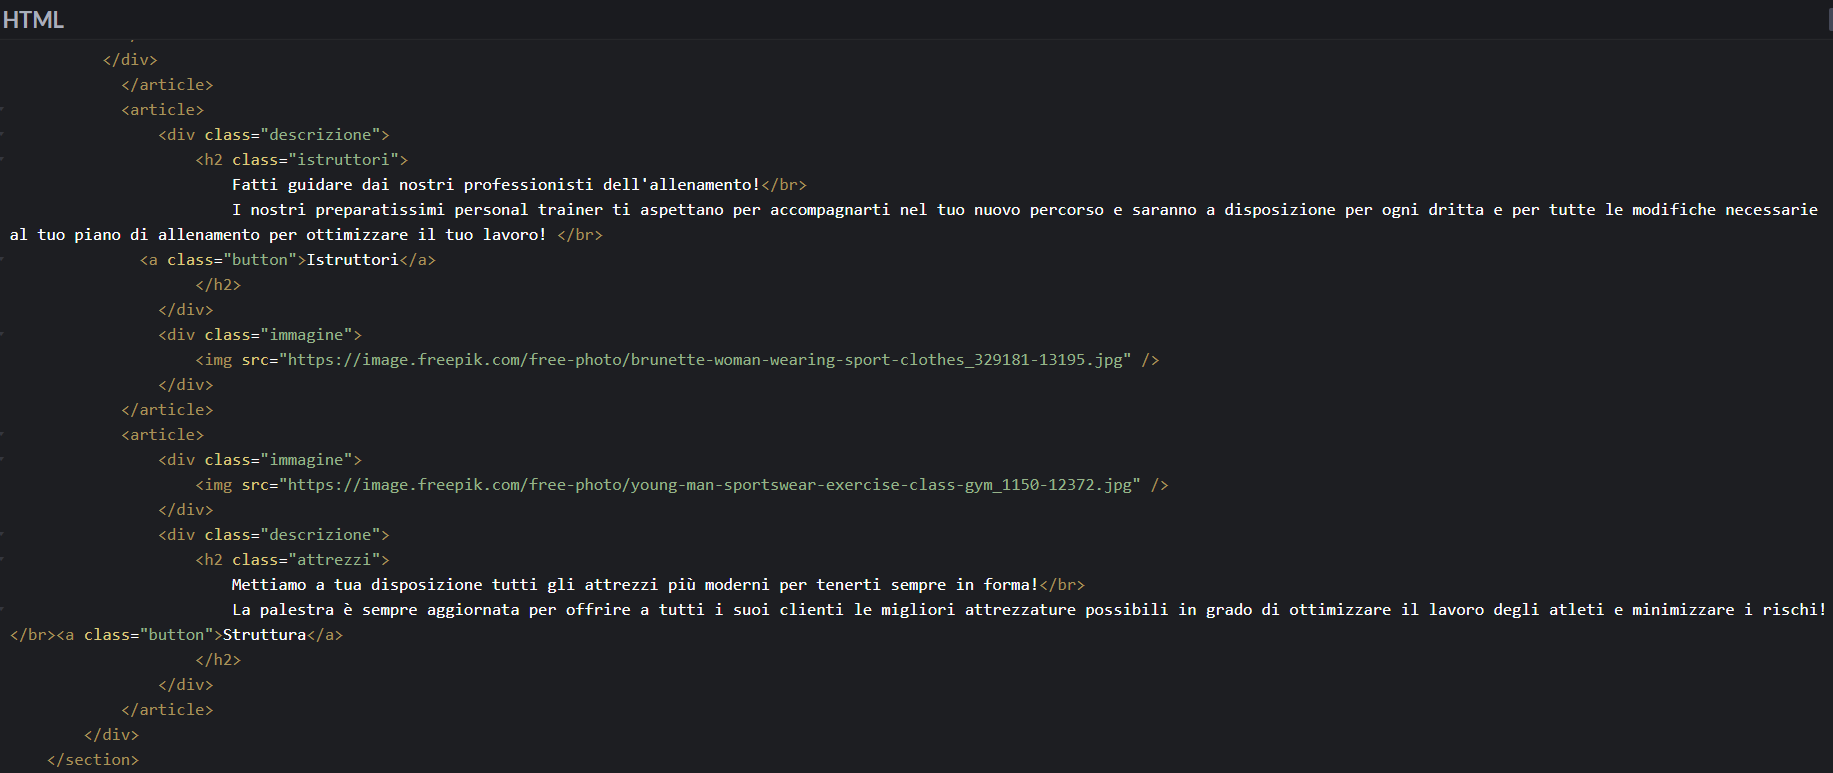 HTML
</div>
</article>
<article>
<div class="descrizione">
<h2 class="istruttori">
Fatti guidare dai nostri professionisti dell'allenamento!</br>
I nostri preparatissimi personal trainer ti aspettano per accompagnarti nel tuo nuovo percorso e saranno a disposizione per ogni dritta e per tutte le modifiche necessarie
al tuo piano di allenamento per ottimizzare il tuo lavoro! </br>
<a class="button">Istruttori</a>
</h2>
</div>
<div class="immagine">
<img src="https://image.freepik.com/free-photo/brunette-woman-wearing-sport-clothes_329181-13195.jpg" />
</div>
</article>
<article>
<div class="immagine">
<img src="https://image.freepik.com/free-photo/young-man-sportswear-exercise-class-gym_1150-12372.jpg" />
</div>
<div class="descrizione">
<h2 class="attrezzi">
Mettiamo a tua disposizione tutti gli attrezzi più moderni per tenerti sempre in forma!</br>
La palestra è sempre aggiornata per offrire a tutti i suoi clienti le migliori attrezzature possibili in grado di ottimizzare il lavoro degli atleti e minimizzare i rischi!
</br><a class="button">Struttura</a>
</h2>
</div>
</article>
</div>
</section>